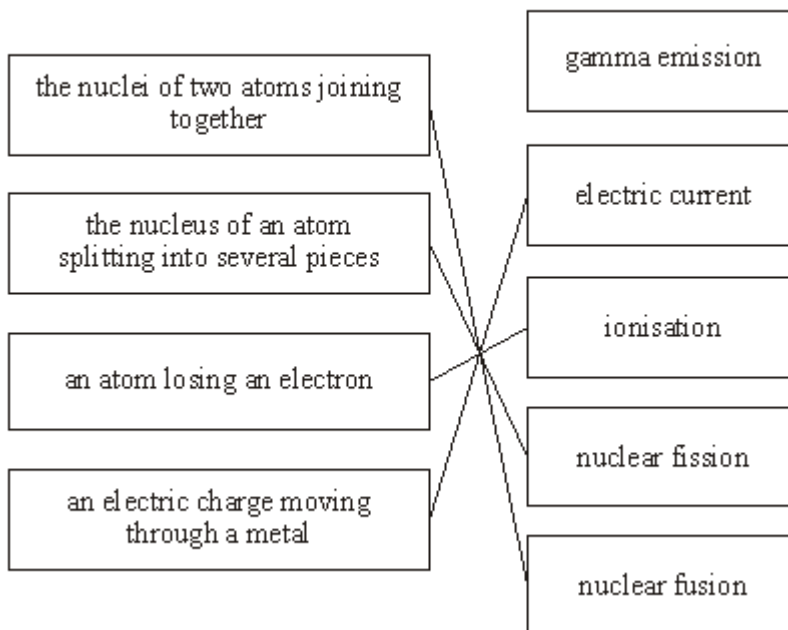 the nuclei of two atoms joining
together
the nucleus of an atom
splitting into several pieces
an atom losing an electron
an electric charge moving
through a metal
gamma emission
electric current
ionisation
nuclear fission
nuclear fusion